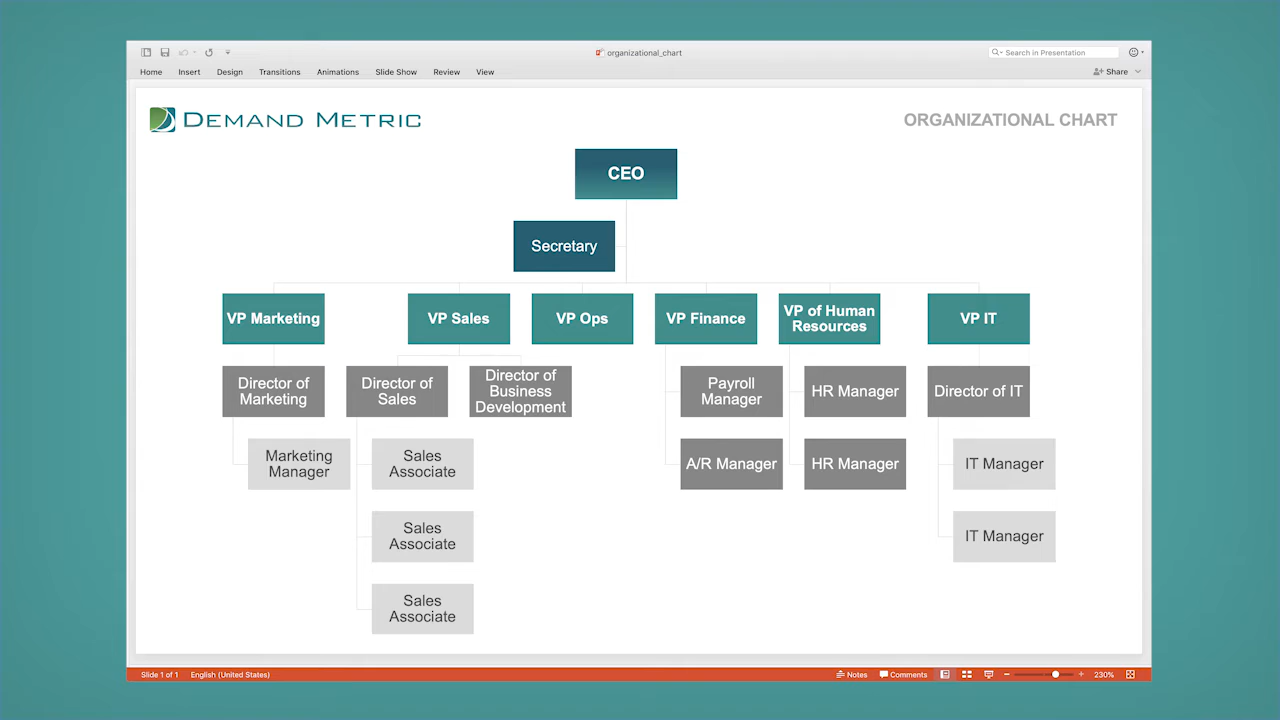 organizational_chart
Search in Presentation
Home Insert Design Transitions Animations Slide Show Review View
Share
DEMAND METRIC
ORGANIZATIONAL CHART
CEO
Secretary
VP Marketing
VP Sales
VP Ops
VP Finance
VP of Human
Resources
VP IT
Director of
Marketing
Director of
Sales
Director of
Business
Development
Payroll
Manager
HR Manager
Director of IT
Marketing
Manager
Sales
Associate
A/R Manager
HR Manager
IT Manager
Sales
Associate
IT Manager
Sales
Associate
Slide 1 of 1
English (United States)
Notes
Comments
230%